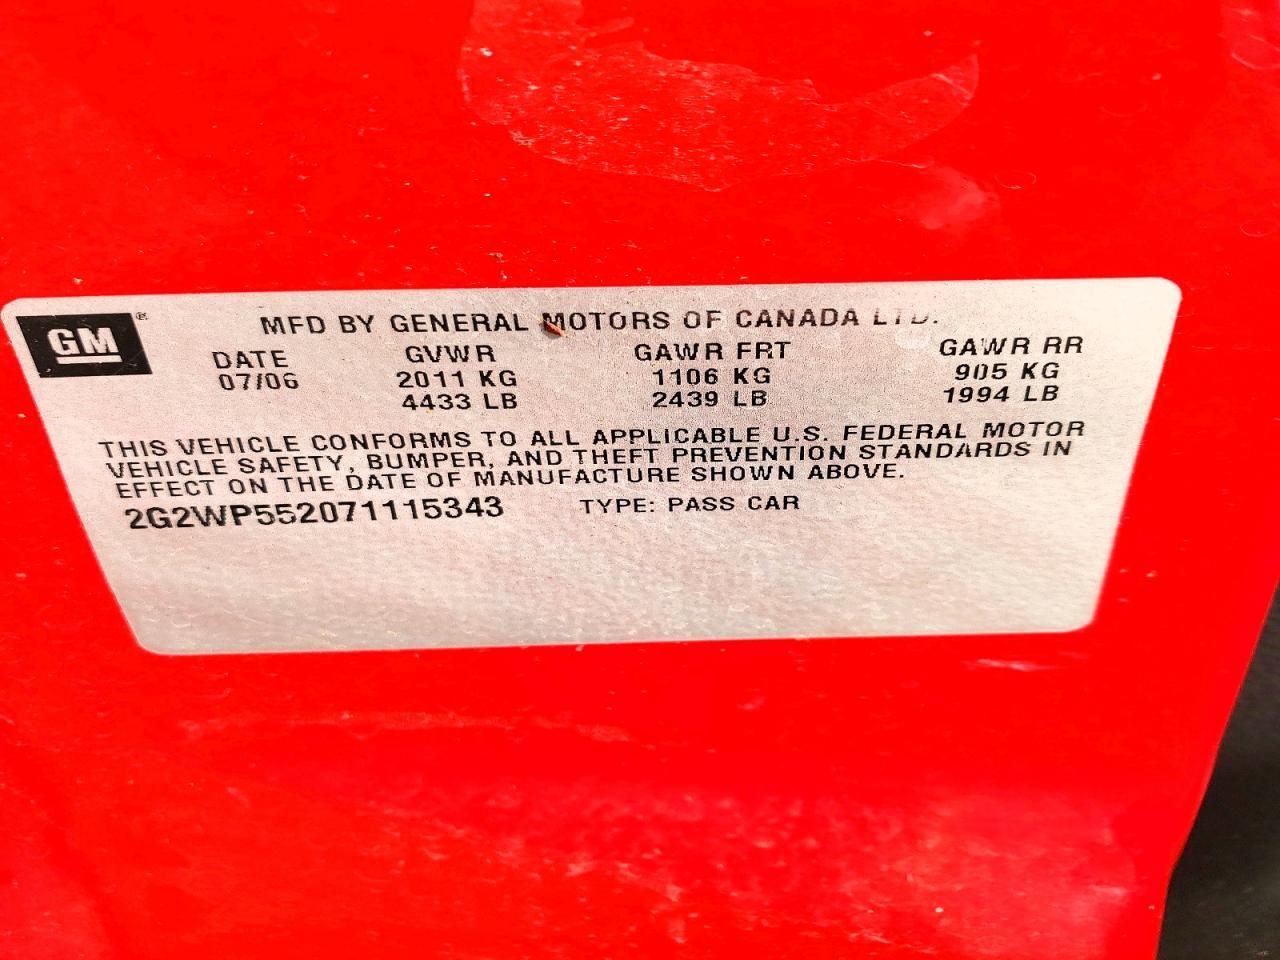 GM®
MFD BY GENERAL MOTORS OF CANADA LTD.
DATE GVWR GAWR FRT GAWR RR
07/06 2011 KG 1106 KG 905 KG
4433 LB 2439 LB 1994 LB
THIS VEHICLE CONFORMS TO ALL APPLICABLE U.S. FEDERAL MOTOR
VEHICLE SAFETY, BUMPER, AND THEFT PREVENTION STANDARDS IN
EFFECT ON THE DATE OF MANUFACTURE SHOWN ABOVE.
2G2WP552071115343 TYPE: PASS CAR